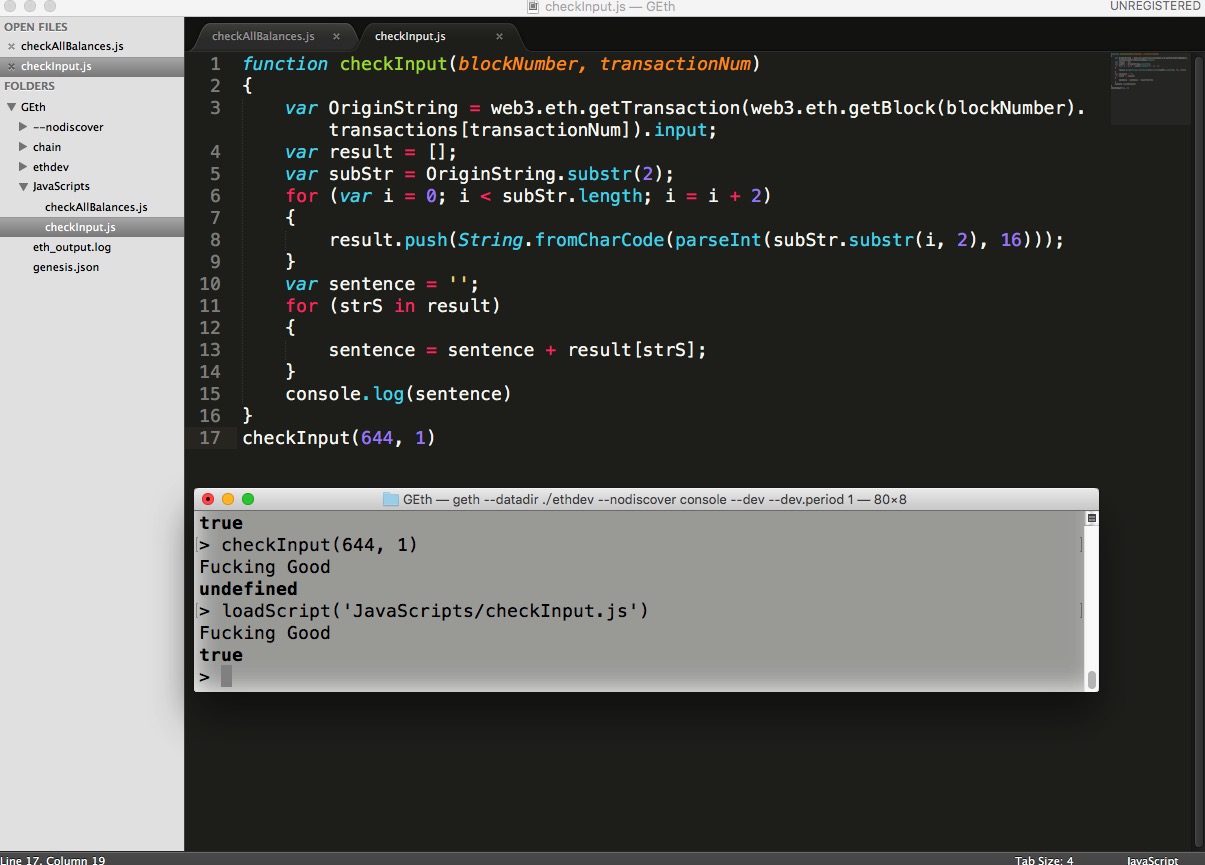 checkInput.js — GEth
UNREGISTERED
OPEN FILES
× checkAllBalances.js
× checkInput.js
FOLDERS
▼ GEth
▶ --nodiscover
▶ chain
▶ ethdev
▼ JavaScripts
checkAllBalances.js
checkInput.js
eth_output.log
genesis.json
checkAllBalances.js ×
checkInput.js ×
1 function checkInput(blockNumber, transactionNum)
2 {
3 var OriginString = web3.eth.getTransaction(web3.eth.getBlock(blockNumber).
transactions[transactionNum]).input;
4 var result = [];
5 var subStr = OriginString.substr(2);
6 for (var i = 0; i < subStr.length; i = i + 2)
7 {
8 result.push(String.fromCharCode(parseInt(subStr.substr(i, 2), 16)));
9 }
10 var sentence = '';
11 for (strS in result)
12 {
13 sentence = sentence + result[strS];
14 }
15 console.log(sentence)
16 }
17 checkInput(644, 1)
GEth — geth --datadir ./ethdev --nodiscover console --dev --dev.period 1 — 80×8
true
[> checkInput(644, 1) ]
Fucking Good
undefined
[> loadScript('JavaScripts/checkInput.js') ]
Fucking Good
true
>
Line 17, Column 19
Tab Size: 4
JavaScript